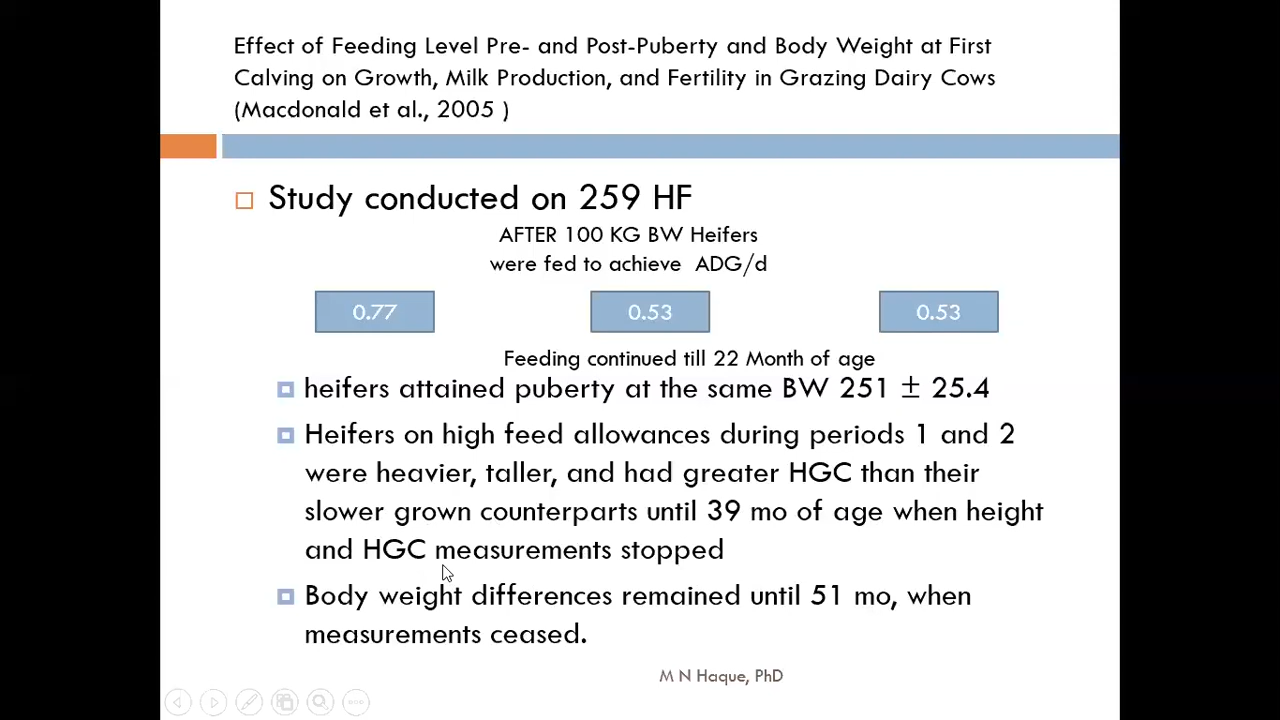 Effect of Feeding Level Pre- and Post-Puberty and Body Weight at First
Calving on Growth, Milk Production, and Fertility in Grazing Dairy Cows
(Macdonald et al., 2005 )
Study conducted on 259 HF
AFTER 100 KG BW Heifers
were fed to achieve ADG/d
0.77 0.53 0.53
Feeding continued till 22 Month of age
heifers attained puberty at the same BW 251 ± 25.4
Heifers on high feed allowances during periods 1 and 2
were heavier, taller, and had greater HGC than their
slower grown counterparts until 39 mo of age when height
and HGC measurements stopped
Body weight differences remained until 51 mo, when
measurements ceased.
M N Haque, PhD